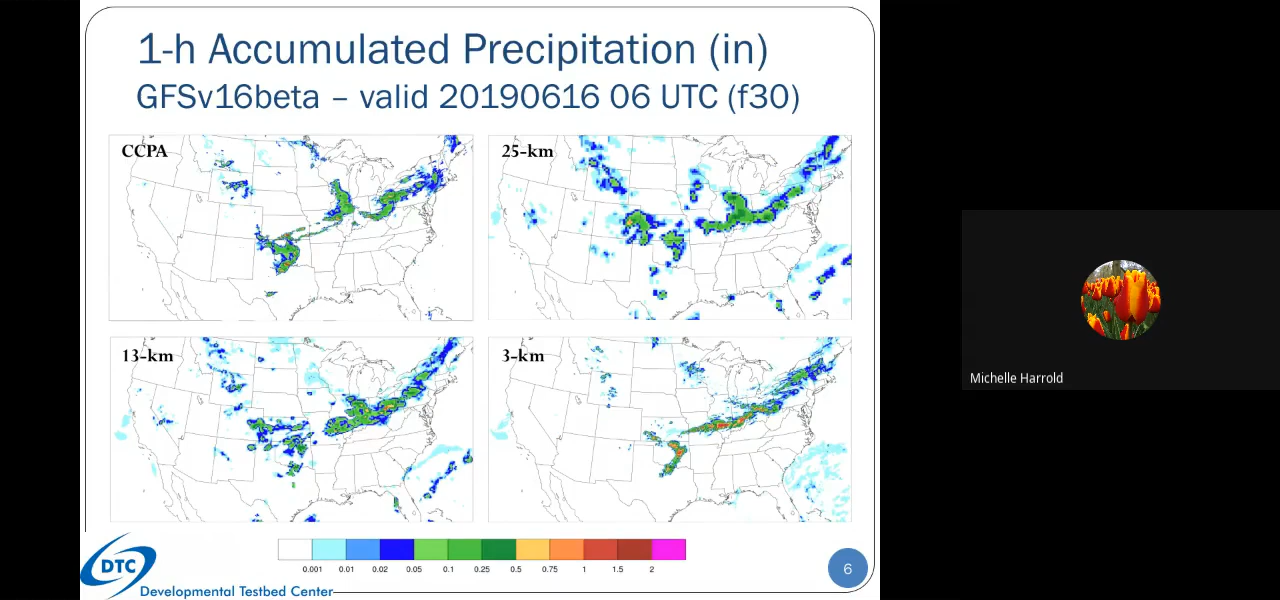 1-h Accumulated Precipitation (in)
GFSv16beta – valid 20190616 06 UTC (f30)
CCPA
25-km
13-km
3-km
0.001 0.01 0.02 0.05 0.1 0.25 0.5 0.75 1 1.5 2
DTC
Developmental Testbed Center
6
Michelle Harrold